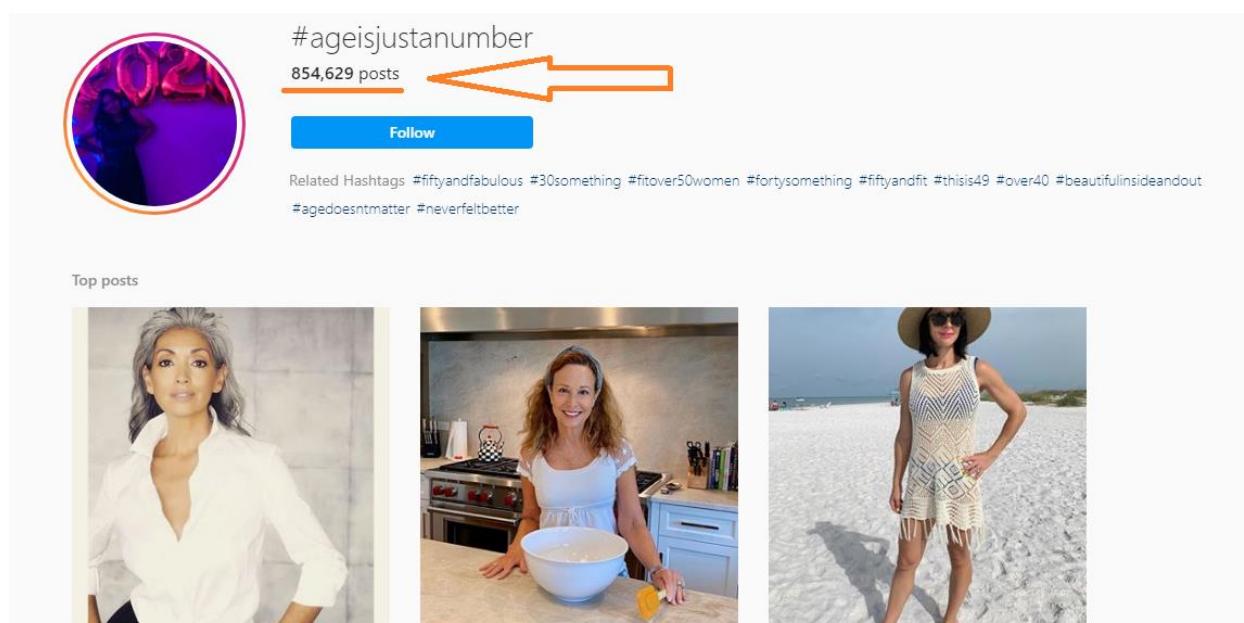 #ageisjustanumber
854,629 posts
Follow
Related Hashtags #fiftyandfabulous #30something #fitover50women #fortysomething #fiftyandfit #thisis49 #over40 #beautifulinsideandout
#agedoesntmatter #neverfeltbetter
Top posts